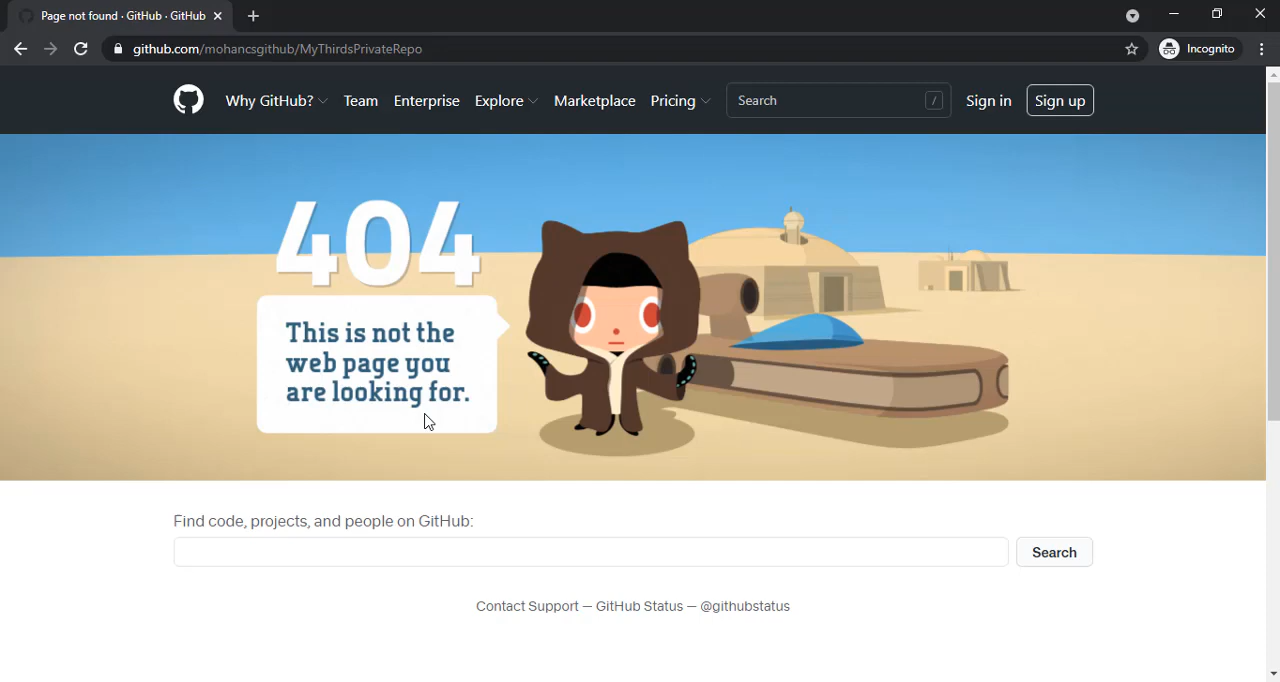 Page not found · GitHub · GitHub
github.com/mohancsgithub/MyThirdsPrivateRepo
Incognito
Why GitHub? Team Enterprise Explore Marketplace Pricing Search / Sign in Sign up
404
This is not the
web page you
are looking for.
Find code, projects, and people on GitHub:
Search
Contact Support — GitHub Status — @githubstatus